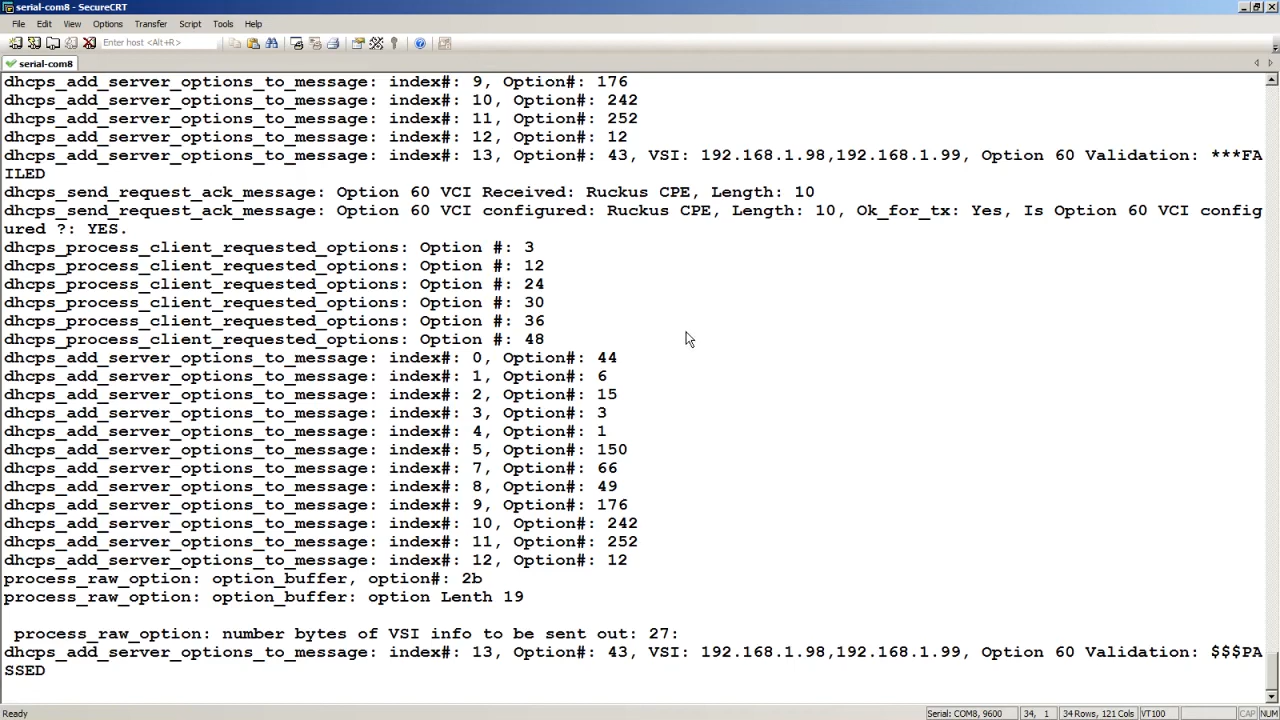 serial-com8 - SecureCRT
File Edit View Options Transfer Script Tools Help
Enter host <Alt+R>
serial-com8
dhcps_add_server_options_to_message: index#: 9, Option#: 176
dhcps_add_server_options_to_message: index#: 10, Option#: 242
dhcps_add_server_options_to_message: index#: 11, Option#: 252
dhcps_add_server_options_to_message: index#: 12, Option#: 12
dhcps_add_server_options_to_message: index#: 13, Option#: 43, VSI: 192.168.1.98,192.168.1.99, Option 60 Validation: ***FA
ILED
dhcps_send_request_ack_message: Option 60 VCI Received: Ruckus CPE, Length: 10
dhcps_send_request_ack_message: Option 60 VCI configured: Ruckus CPE, Length: 10, Ok_for_tx: Yes, Is Option 60 VCI config
ured ?: YES.
dhcps_process_client_requested_options: Option #: 3
dhcps_process_client_requested_options: Option #: 12
dhcps_process_client_requested_options: Option #: 24
dhcps_process_client_requested_options: Option #: 30
dhcps_process_client_requested_options: Option #: 36
dhcps_process_client_requested_options: Option #: 48
dhcps_add_server_options_to_message: index#: 0, Option#: 44
dhcps_add_server_options_to_message: index#: 1, Option#: 6
dhcps_add_server_options_to_message: index#: 2, Option#: 15
dhcps_add_server_options_to_message: index#: 3, Option#: 3
dhcps_add_server_options_to_message: index#: 4, Option#: 1
dhcps_add_server_options_to_message: index#: 5, Option#: 150
dhcps_add_server_options_to_message: index#: 7, Option#: 66
dhcps_add_server_options_to_message: index#: 8, Option#: 49
dhcps_add_server_options_to_message: index#: 9, Option#: 176
dhcps_add_server_options_to_message: index#: 10, Option#: 242
dhcps_add_server_options_to_message: index#: 11, Option#: 252
dhcps_add_server_options_to_message: index#: 12, Option#: 12
process_raw_option: option_buffer, option#: 2b
process_raw_option: option_buffer: option Lenth 19
process_raw_option: number bytes of VSI info to be sent out: 27:
dhcps_add_server_options_to_message: index#: 13, Option#: 43, VSI: 192.168.1.98,192.168.1.99, Option 60 Validation: $$$PA
SSED
Ready Serial: COM8, 9600 34, 1 34 Rows, 121 Cols VT100 CAP NUM